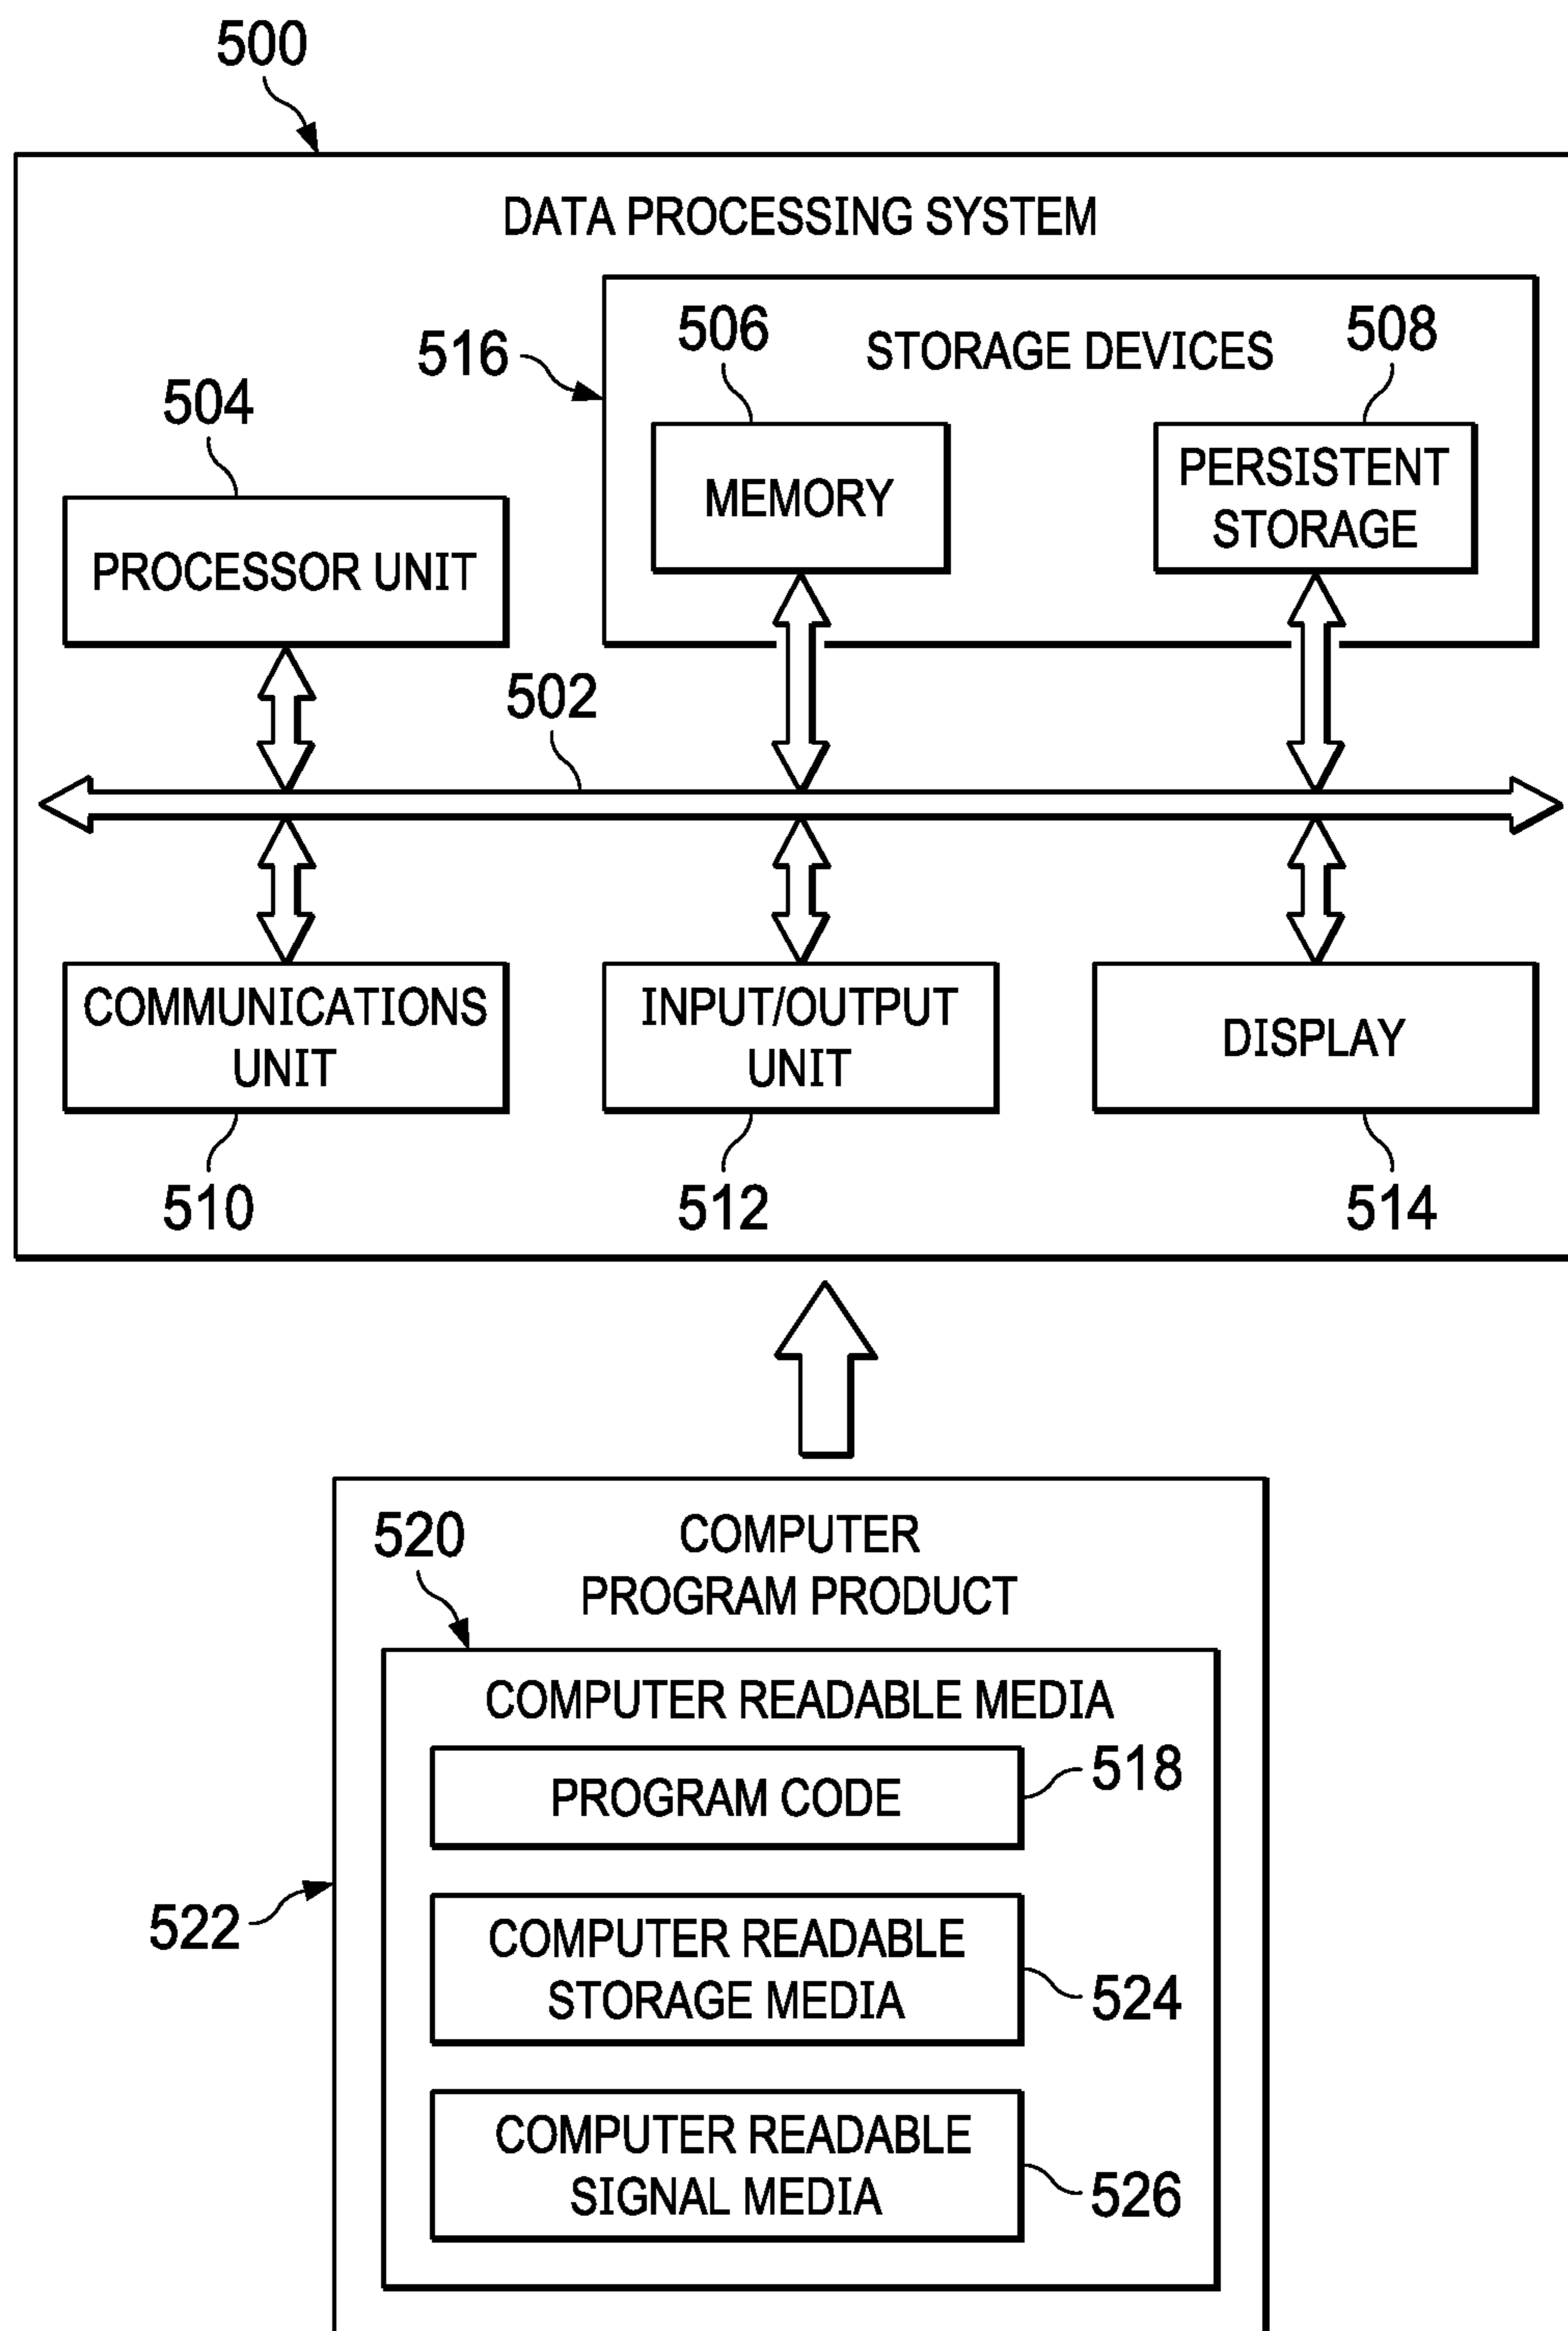 500
DATA PROCESSING SYSTEM
516
506
STORAGE DEVICES
508
504
MEMORY
PERSISTENT
STORAGE
PROCESSOR UNIT
502
COMMUNICATIONS
UNIT
INPUT/OUTPUT
UNIT
DISPLAY
510
512
514
520
COMPUTER
PROGRAM PRODUCT
COMPUTER READABLE MEDIA
PROGRAM CODE
518
522
COMPUTER READABLE
STORAGE MEDIA
524
COMPUTER READABLE
SIGNAL MEDIA
526